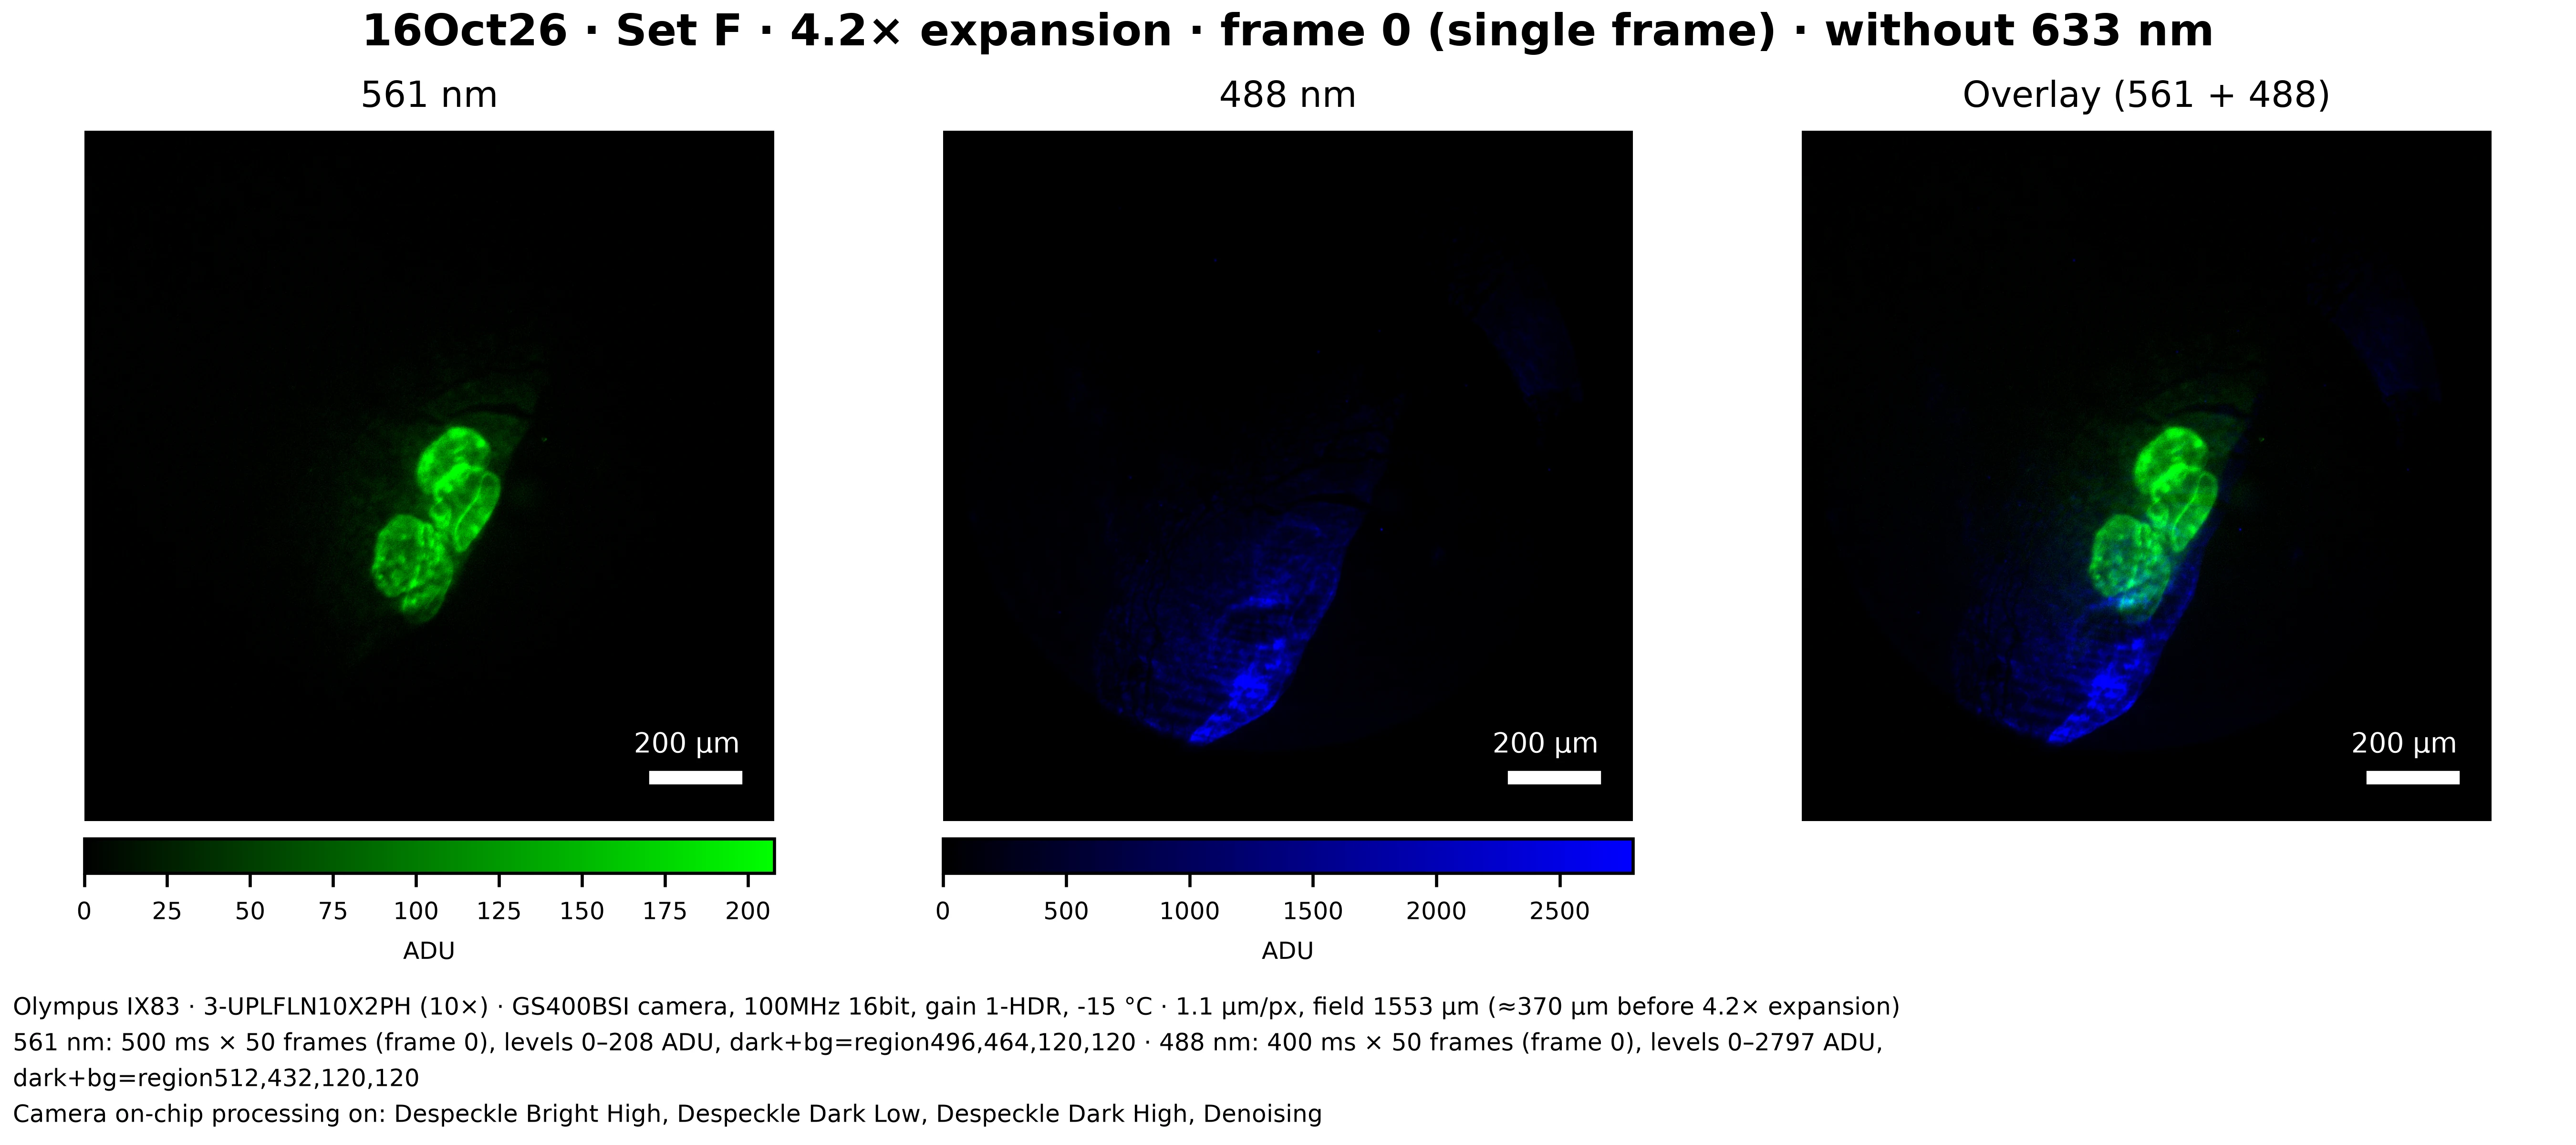 16Oct26 · Set F · 4.2× expansion · frame 0 (single frame) · without 633 nm
561 nm
488 nm
Overlay (561 + 488)
200 µm
200 µm
200 µm
0 25 50 75 100 125 150 175 200
ADU
0 500 1000 1500 2000 2500
ADU
Olympus IX83 · 3-UPLFLN10X2PH (10×) · GS400BSI camera, 100MHz 16bit, gain 1-HDR, -15 °C · 1.1 µm/px, field 1553 µm (≈370 µm before 4.2× expansion)
561 nm: 500 ms × 50 frames (frame 0), levels 0–208 ADU, dark+bg=region496,464,120,120 · 488 nm: 400 ms × 50 frames (frame 0), levels 0–2797 ADU,
dark+bg=region512,432,120,120
Camera on-chip processing on: Despeckle Bright High, Despeckle Dark Low, Despeckle Dark High, Denoising